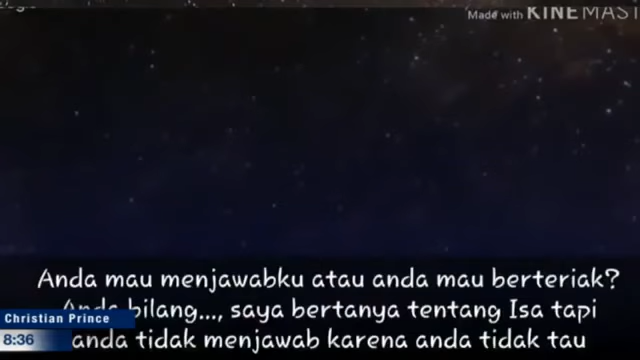 Made with KINEMAST
Anda mau menjawabku atau anda mau berteriak?
Anda bilang..., saya bertanya tentang Isa tapi
anda tidak menjawab karena anda tidak tau
Christian Prince
8:36